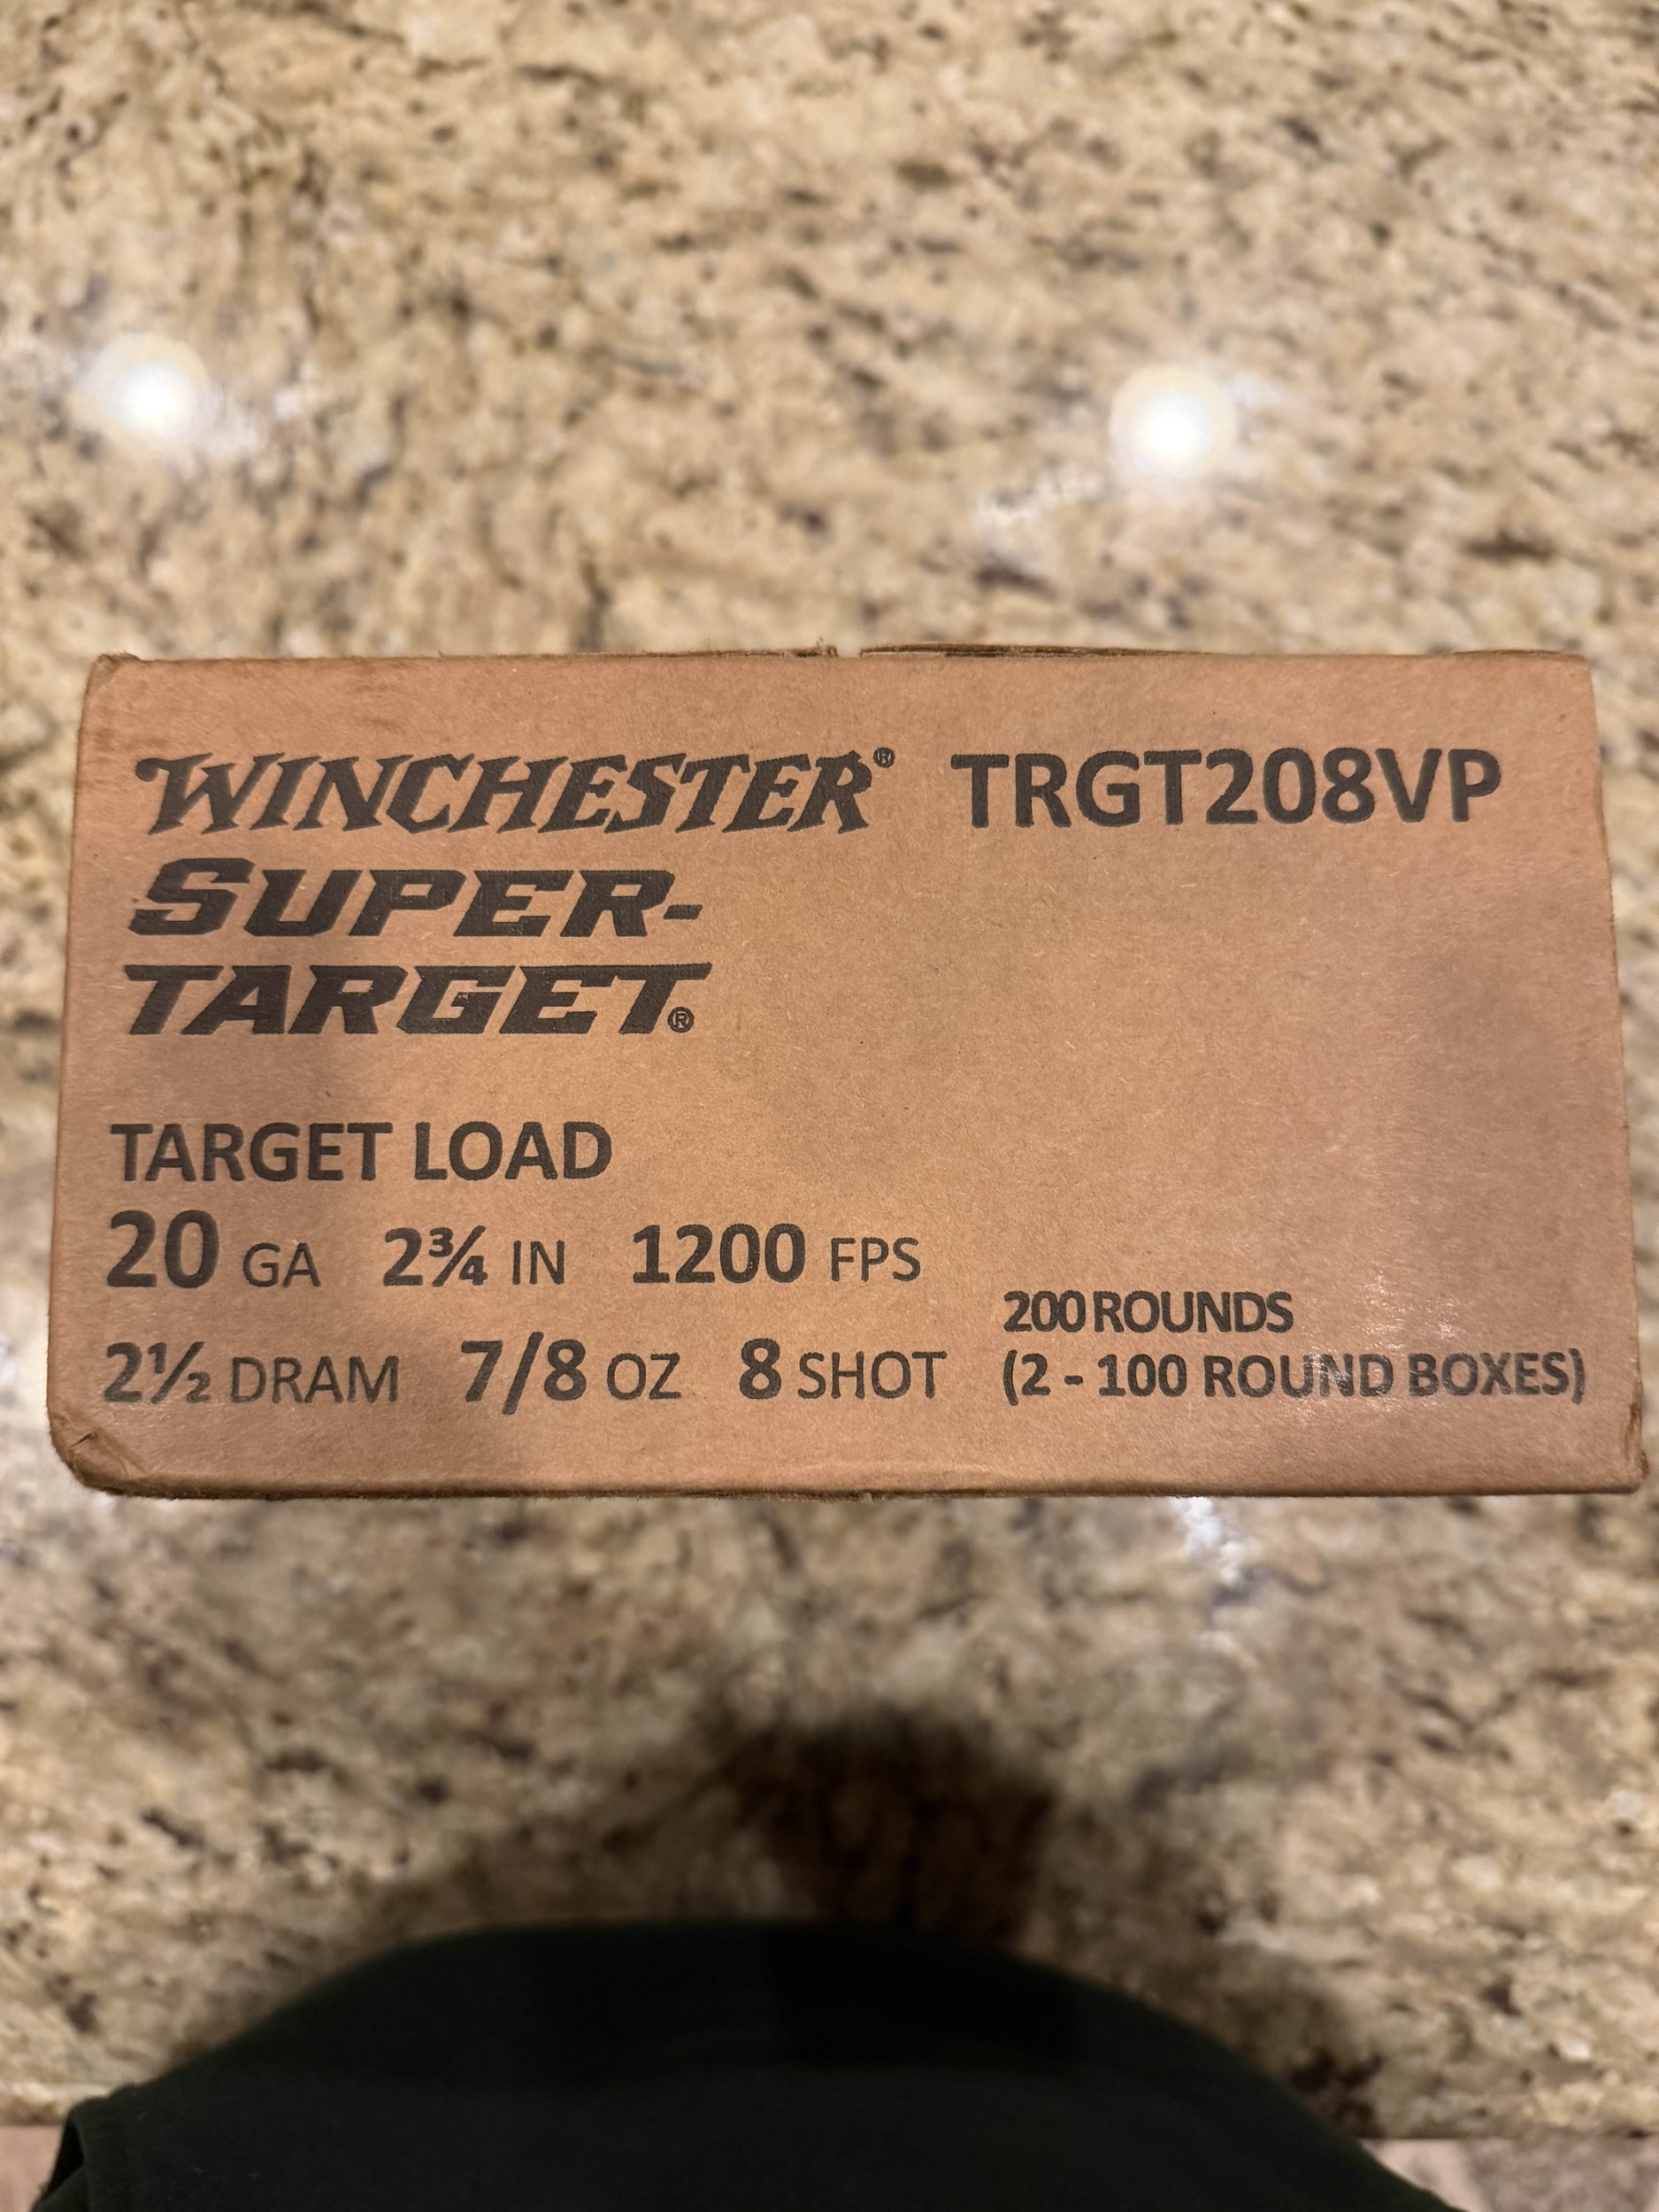 WINCHESTER® TRGT208VP
SUPER-
TARGET®
TARGET LOAD
20 GA 2¾ IN 1200 FPS
2½ DRAM 7/8 OZ 8 SHOT
200 ROUNDS
(2 - 100 ROUND BOXES)